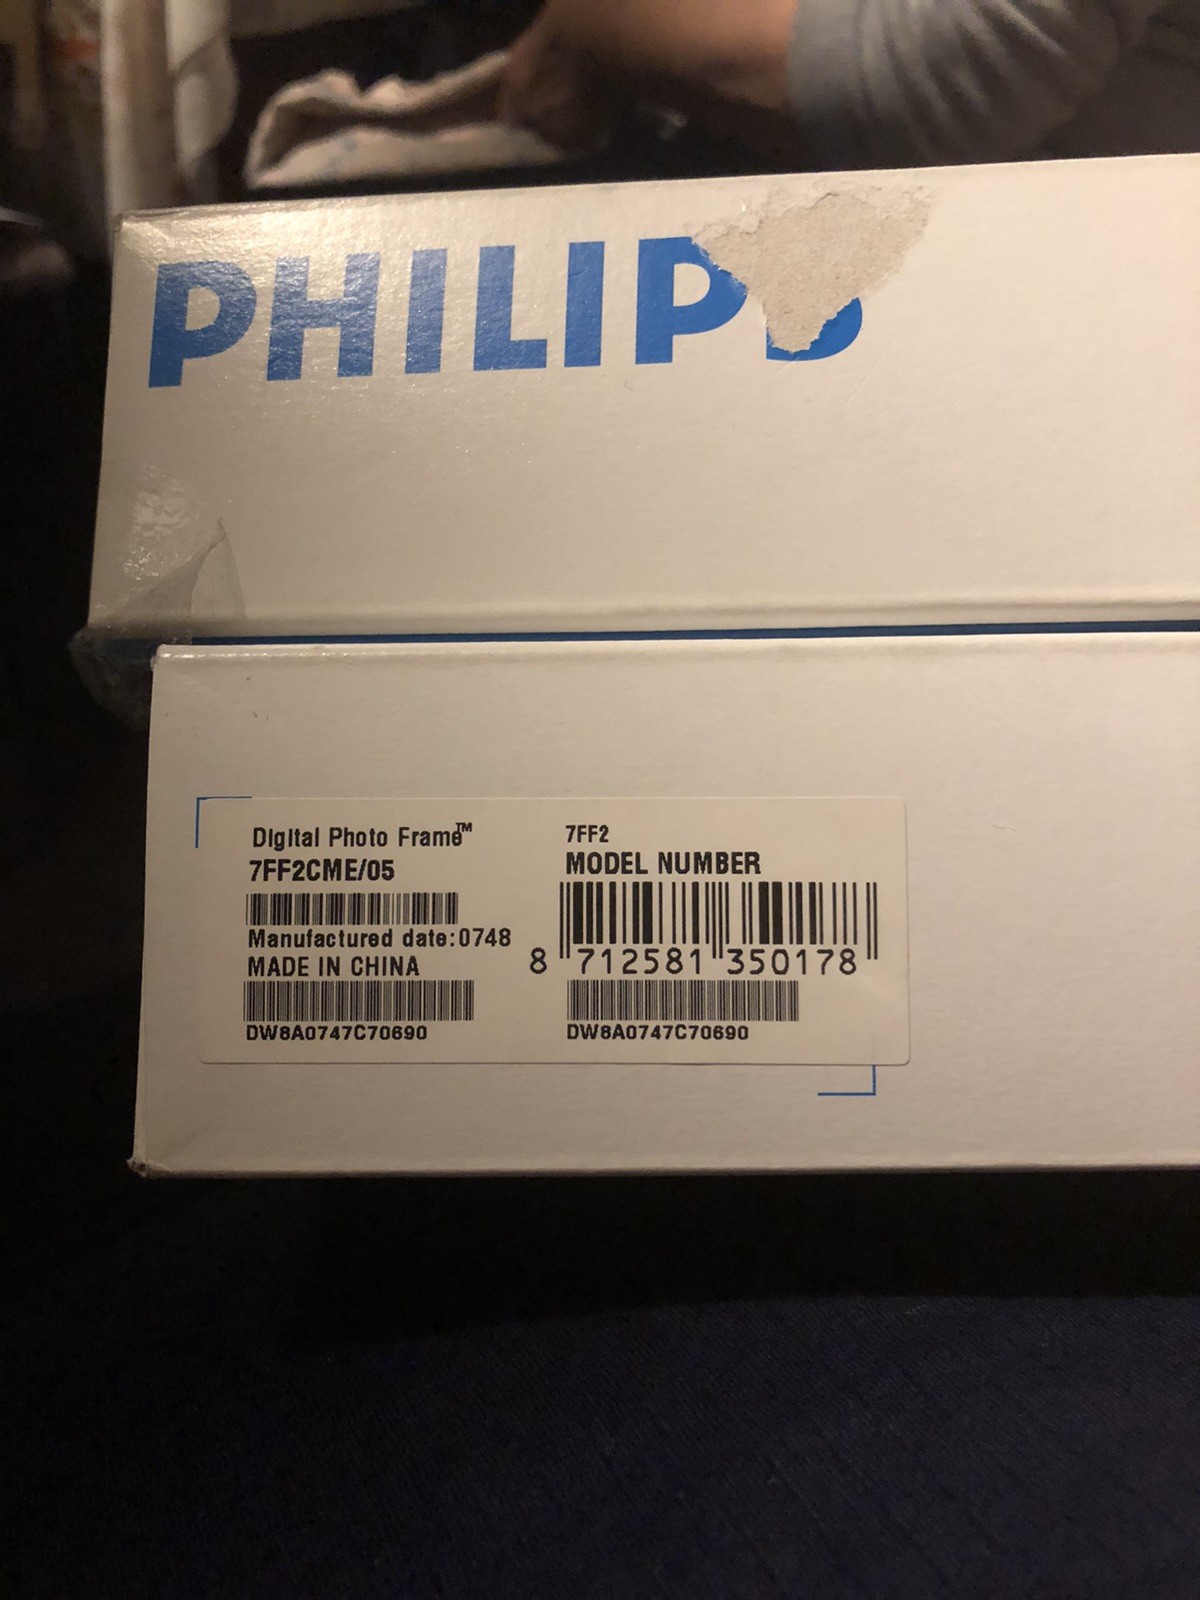 PHILIPS
Digital Photo Frame™
7FF2CME/05
Manufactured date:0748
MADE IN CHINA
DW8A0747C70690
7FF2
MODEL NUMBER
8 712581 350178
DW8A0747C70690